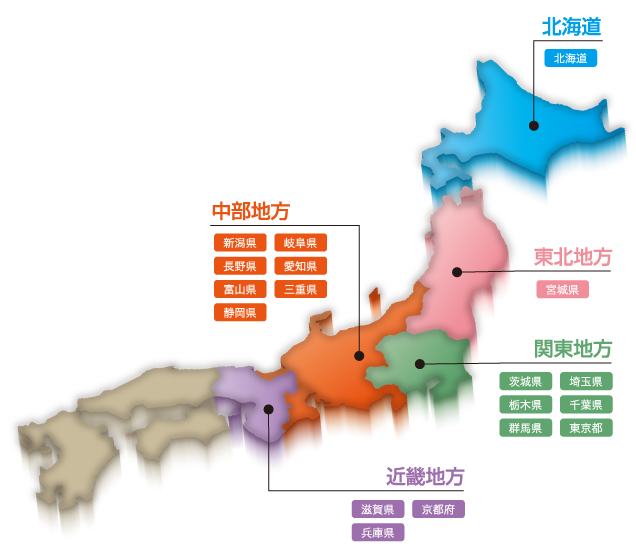 北海道
北海道
中部地方
新潟県 岐阜県
長野県 愛知県
富山県 三重県
静岡県
東北地方
宮城県
関東地方
茨城県 埼玉県
栃木県 千葉県
群馬県 東京都
近畿地方
滋賀県 京都府
兵庫県